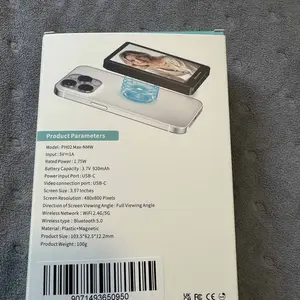 Product Parameters
Model: PH02 Max-NMW
Input: 5V⎓1A
Rated Power: 2.75W
Battery Capacity: 3.7V 920mAh
Power Input Port: USB-C
Video connection port: USB-C
Screen Size: 3.97 Inches
Screen Resolution: 480x800 Pixels
Direction of Screen Viewing Angle: Full Viewing Angle
Wireless Network: WiFi 2.4G/5G
Wireless type: Bluetooth 5.0
Material: Plastic+Magnetic
Product Size: 103.5*62.5*12.2mm
Product Weight: 100g
9071493650950